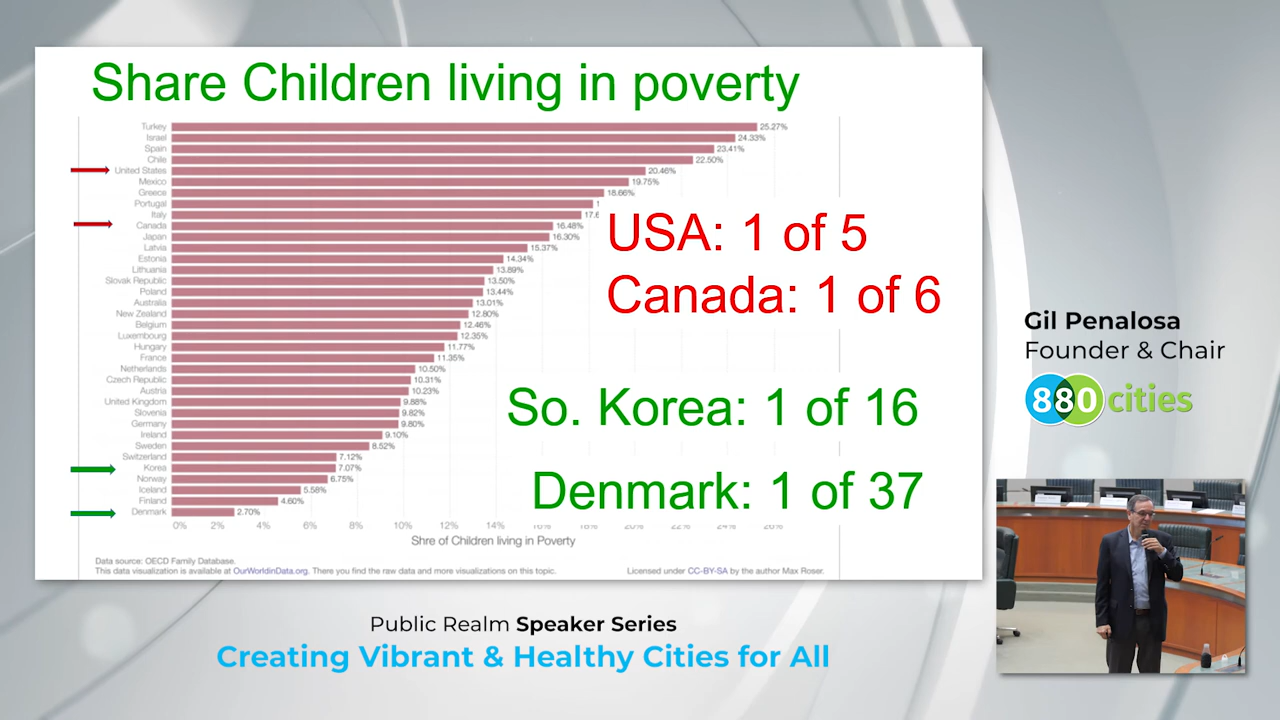 Share Children living in poverty
Turkey 25.27%
Israel 24.33%
Spain 23.41%
Chile 22.50%
United States 20.46%
Mexico 19.75%
Greece 18.66%
Portugal 1
Italy 17.6
Canada 16.48%
Japan 16.30%
Latvia 15.37%
Estonia 14.34%
Lithuania 13.89%
Slovak Republic 13.50%
Poland 13.44%
Australia 13.01%
New Zealand 12.80%
Belgium 12.46%
Luxembourg 12.35%
Hungary 11.77%
France 11.35%
Netherlands 10.50%
Czech Republic 10.31%
Austria 10.23%
United Kingdom 9.88%
Slovenia 9.82%
Germany 9.80%
Ireland 9.10%
Sweden 8.52%
Switzerland 7.12%
Korea 7.07%
Norway 6.75%
Iceland 5.58%
Finland 4.60%
Denmark 2.70%
0% 2% 4% 6% 8% 10% 12% 14% 16% 18% 20% 22% 24% 26%
Shre of Children living in Poverty
USA: 1 of 5
Canada: 1 of 6
So. Korea: 1 of 16
Denmark: 1 of 37
Data source: OECD Family Database.
This data visualization is available at OurWorldinData.org. There you find the raw data and more visualizations on this topic.
Licensed under CC-BY-SA by the author Max Roser.
Gil Penalosa
Founder & Chair
880 cities
Public Realm Speaker Series
Creating Vibrant & Healthy Cities for All